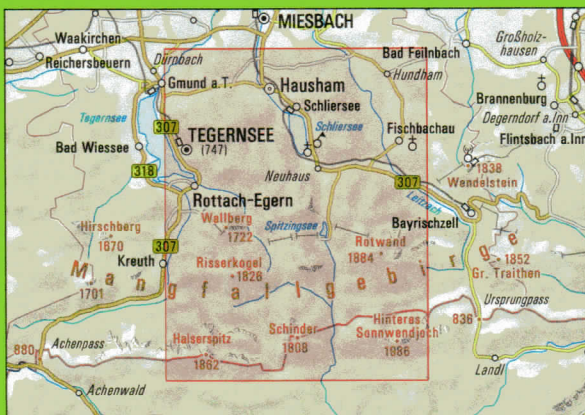 MIESBACH
Waakirchen
Reichersbeuern
Dürnbach
Gmund a.T.
Bad Feilnbach
Hundham
Großholz-
hausen
Hausham
Schliersee
Brannenburg
Degerndorf a.Inn
Flintsbach a.Inn
Tegernsee
307
TEGERNSEE
(747)
Schliersee
Fischbachau
Bad Wiessee
318
Neuhaus
1838
Wendelstein
307
Leitzach
Rottach-Egern
Bayrischzell
Hirschberg
1870
Wallberg
1722
Spitzingsee
Rotwand
1884
307
Kreuth
Risserkogel
1826
1852
Gr. Traithen
Mangfallgebirge
1701
Ursprungpass
836
Achenpass
880
Halserspitz
1862
Schinder
1808
Hinteres
Sonnwendjoch
1986
Landl
Achenwald